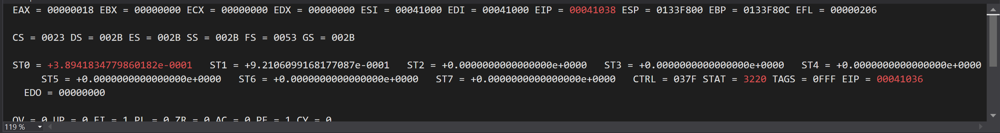 EAX = 00000018 EBX = 00000000 ECX = 00000000 EDX = 00000000 ESI = 00041000 EDI = 00041000 EIP = 00041038 ESP = 0133F800 EBP = 0133F80C EFL = 00000206
CS = 0023 DS = 002B ES = 002B SS = 002B FS = 0053 GS = 002B
ST0 = +3.8941834779860182e-0001 ST1 = +9.2106099168177087e-0001 ST2 = +0.0000000000000000e+0000 ST3 = +0.0000000000000000e+0000 ST4 = +0.0000000000000000e+0000
ST5 = +0.0000000000000000e+0000 ST6 = +0.0000000000000000e+0000 ST7 = +0.0000000000000000e+0000 CTRL = 037F STAT = 3220 TAGS = 0FFF EIP = 00041036
EDO = 00000000
OV = 0 UP = 0 EI = 1 PL = 0 ZR = 0 AC = 0 PE = 1 CY = 0
119 %